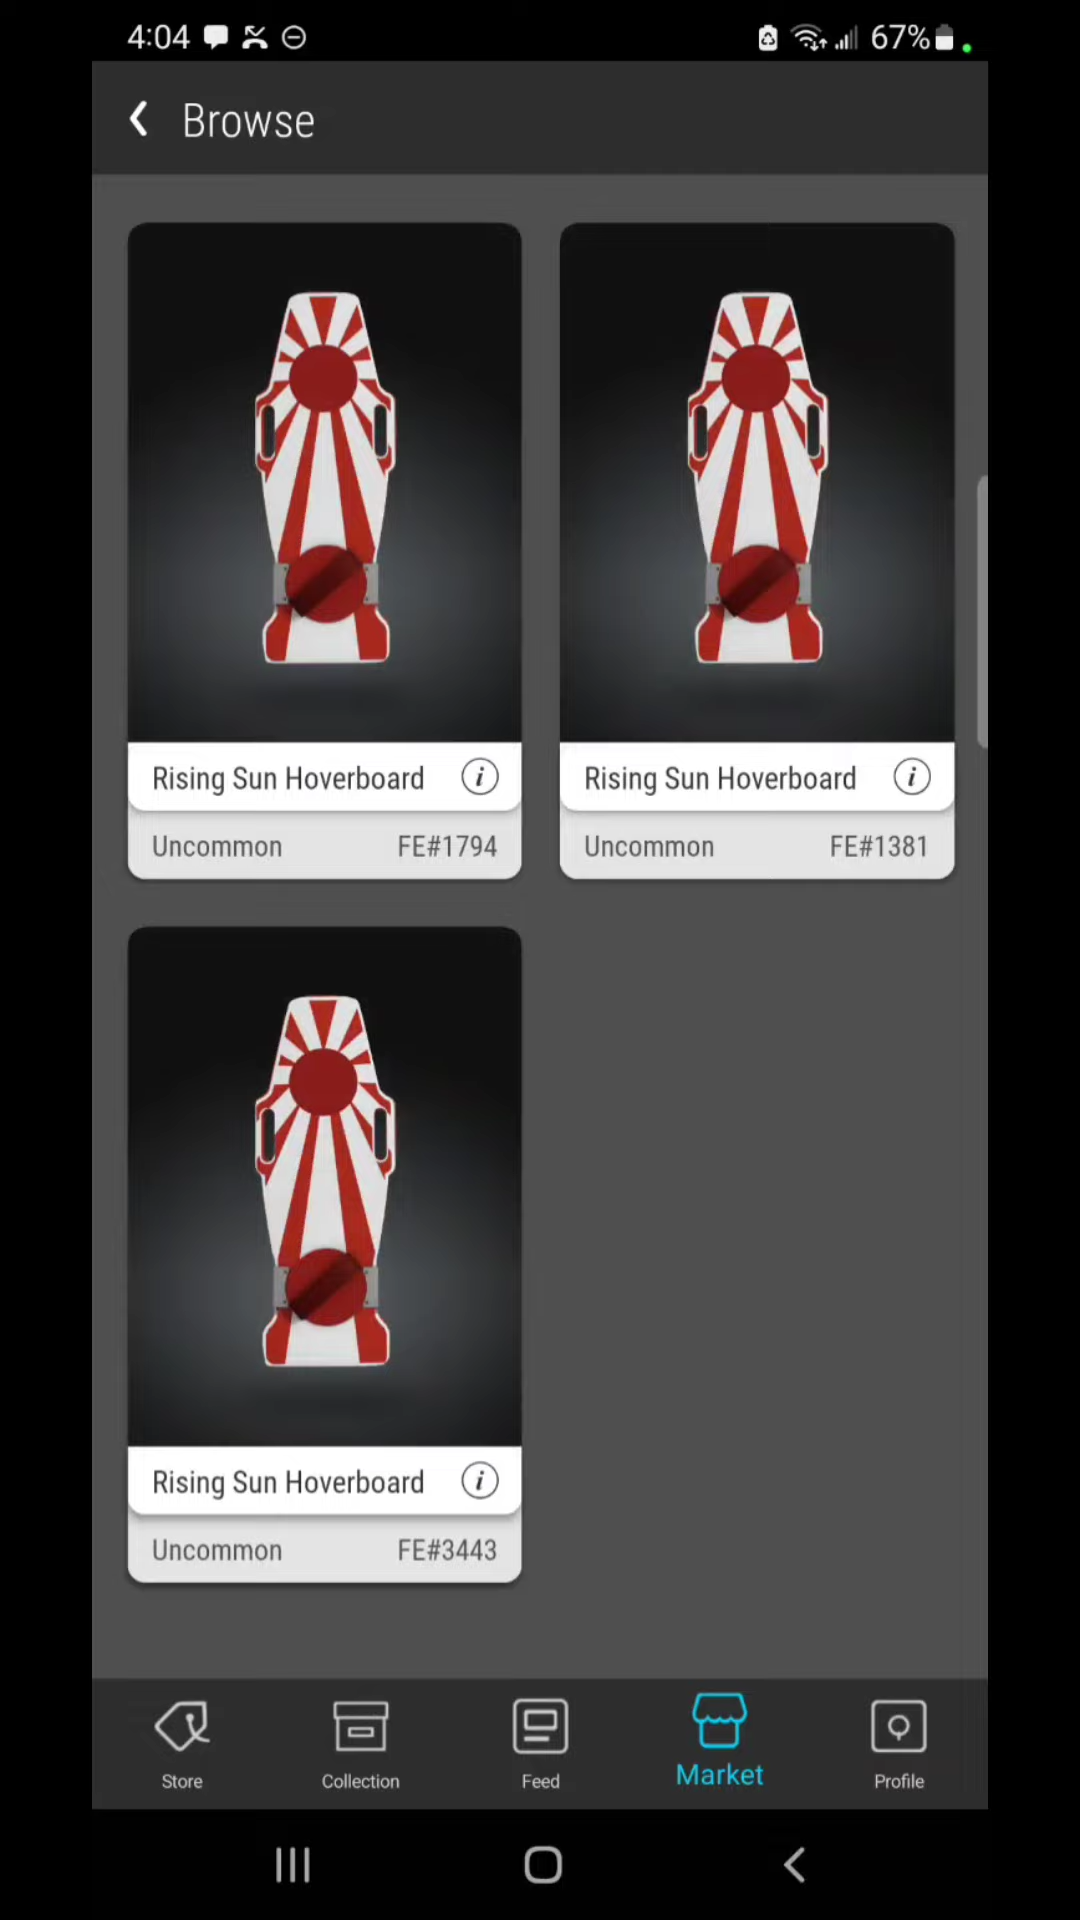 4:04 67%
Browse
Rising Sun Hoverboard
Uncommon FE#1794
Rising Sun Hoverboard
Uncommon FE#1381
Rising Sun Hoverboard
Uncommon FE#3443
Store Collection Feed Market Profile